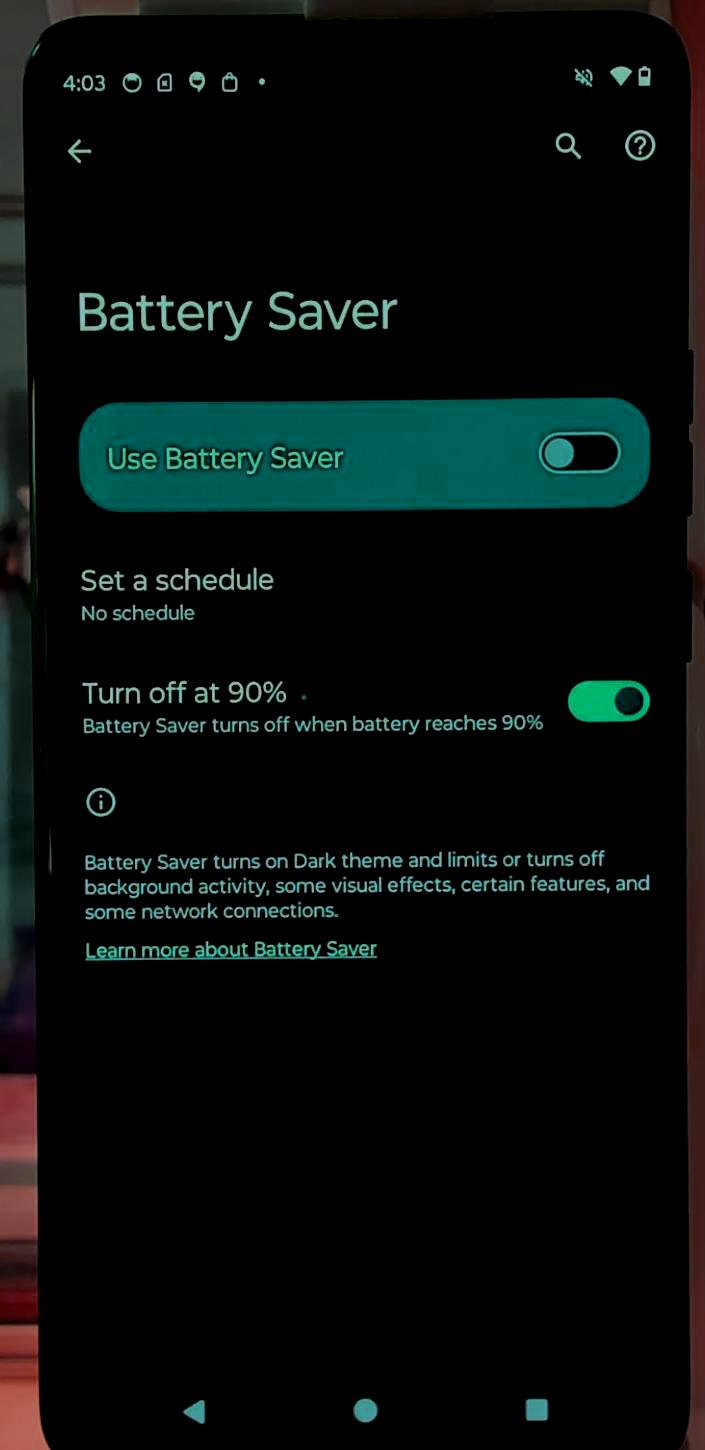 4:03
Battery Saver
Use Battery Saver
Set a schedule
No schedule
Turn off at 90%
Battery Saver turns off when battery reaches 90%
Battery Saver turns on Dark theme and limits or turns off
background activity, some visual effects, certain features, and
some network connections.
Learn more about Battery Saver